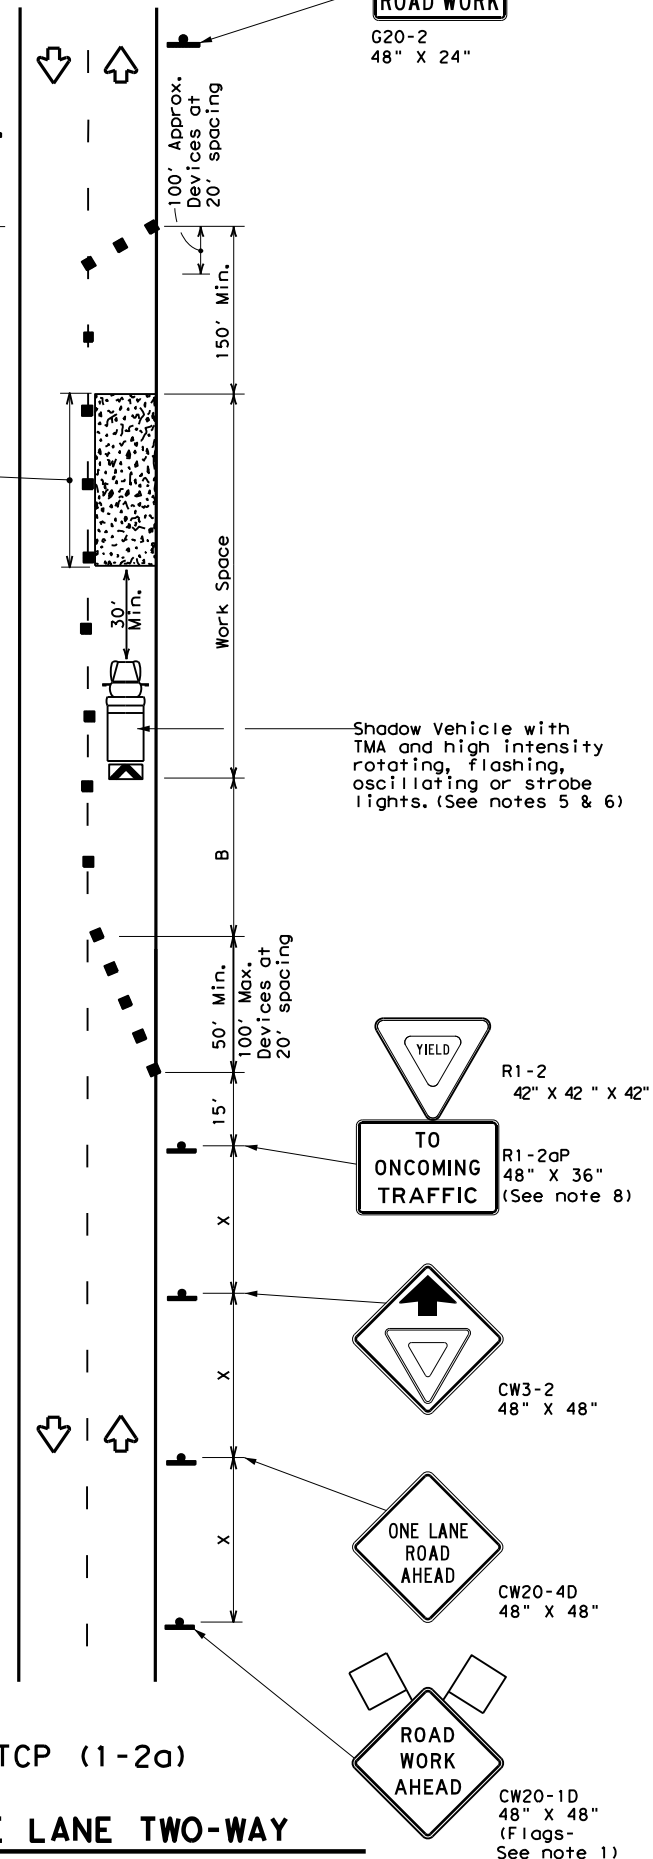 ROAD WORK
G20-2
48" X 24"
100' Approx.
Devices at
20' spacing
150' Min.
Work Space
30'
Min.
Shadow Vehicle with
TMA and high intensity
rotating, flashing,
oscillating or strobe
lights. (See notes 5 & 6)
B
50' Min.
100' Max.
Devices at
20' spacing
15'
YIELD
R1-2
42" X 42 " X 42"
TO
ONCOMING
TRAFFIC
R1-2aP
48" X 36"
(See note 8)
X
CW3-2
48" X 48"
X
ONE LANE
ROAD
AHEAD
CW20-4D
48" X 48"
X
ROAD
WORK
AHEAD
CW20-1D
48" X 48"
(Flags-
See note 1)
TCP (1-2a)
LANE TWO-WAY